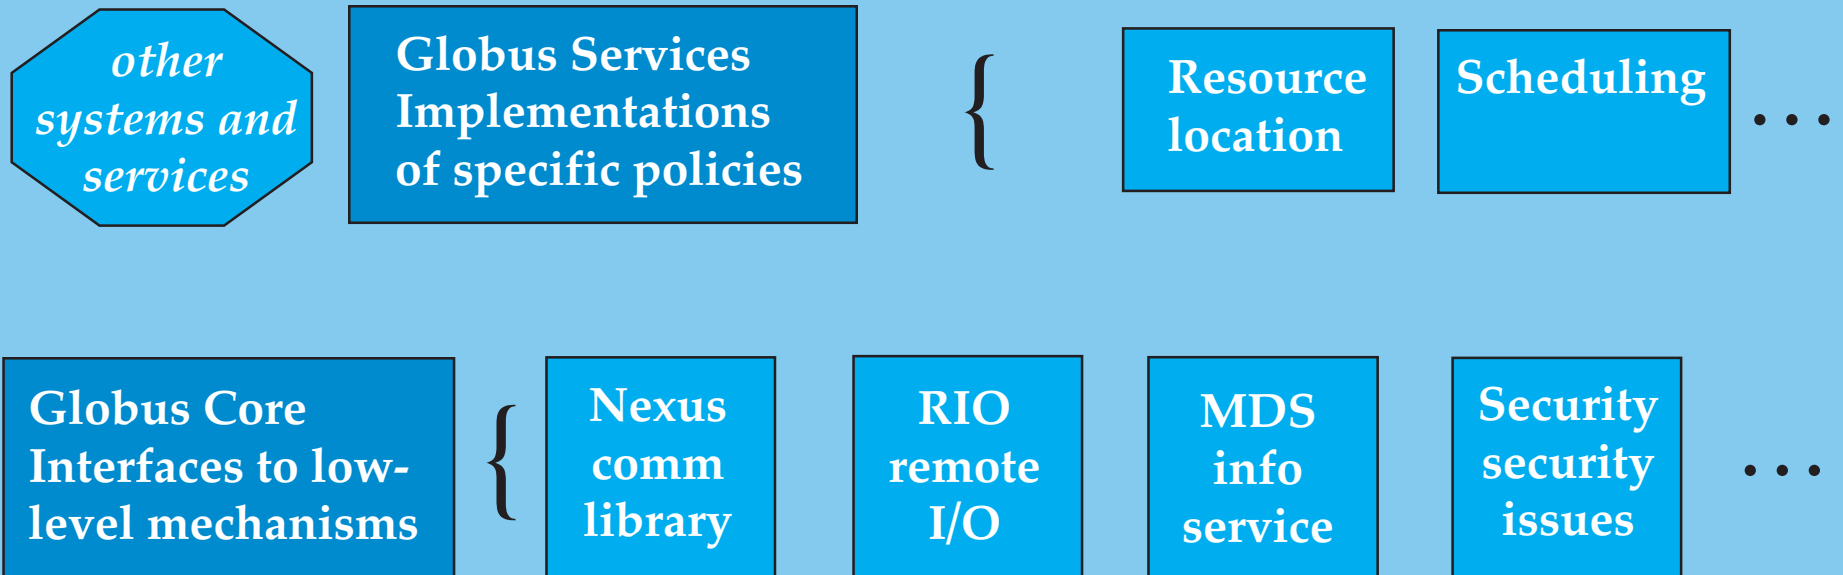 other
systems and
services
Globus Services
Implementations
of specific policies
{
Resource
location
Scheduling
...
Globus Core
Interfaces to low-
level mechanisms
{
Nexus
comm
library
RIO
remote
I/O
MDS
info
service
Security
security
issues
...